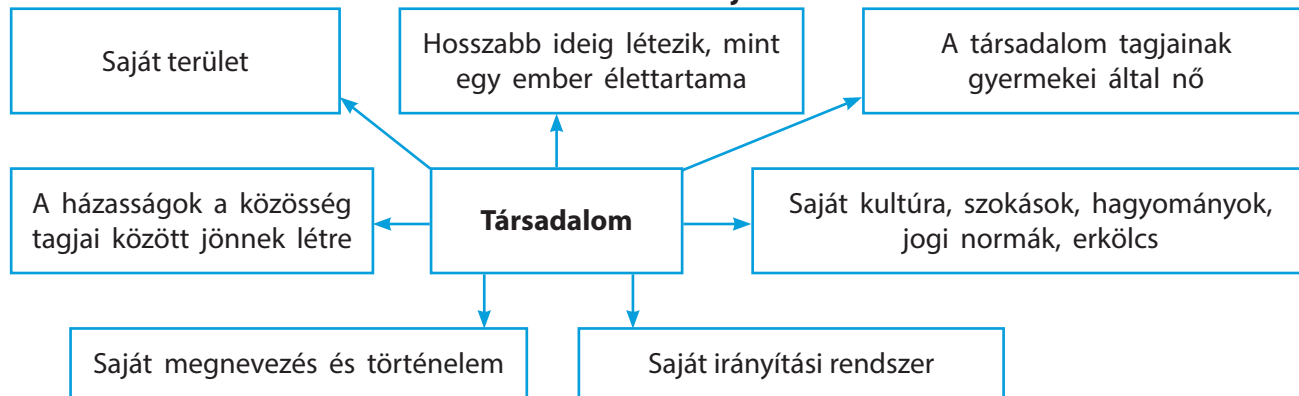 Saját terület
Hosszabb ideig létezik, mint
egy ember élettartama
A társadalom tagjainak
gyermekei által nő
A házasságok a közösség
tagjai között jönnek létre
Társadalom
Saját kultúra, szokások, hagyományok,
jogi normák, erkölcs
Saját megnevezés és történelem
Saját irányítási rendszer